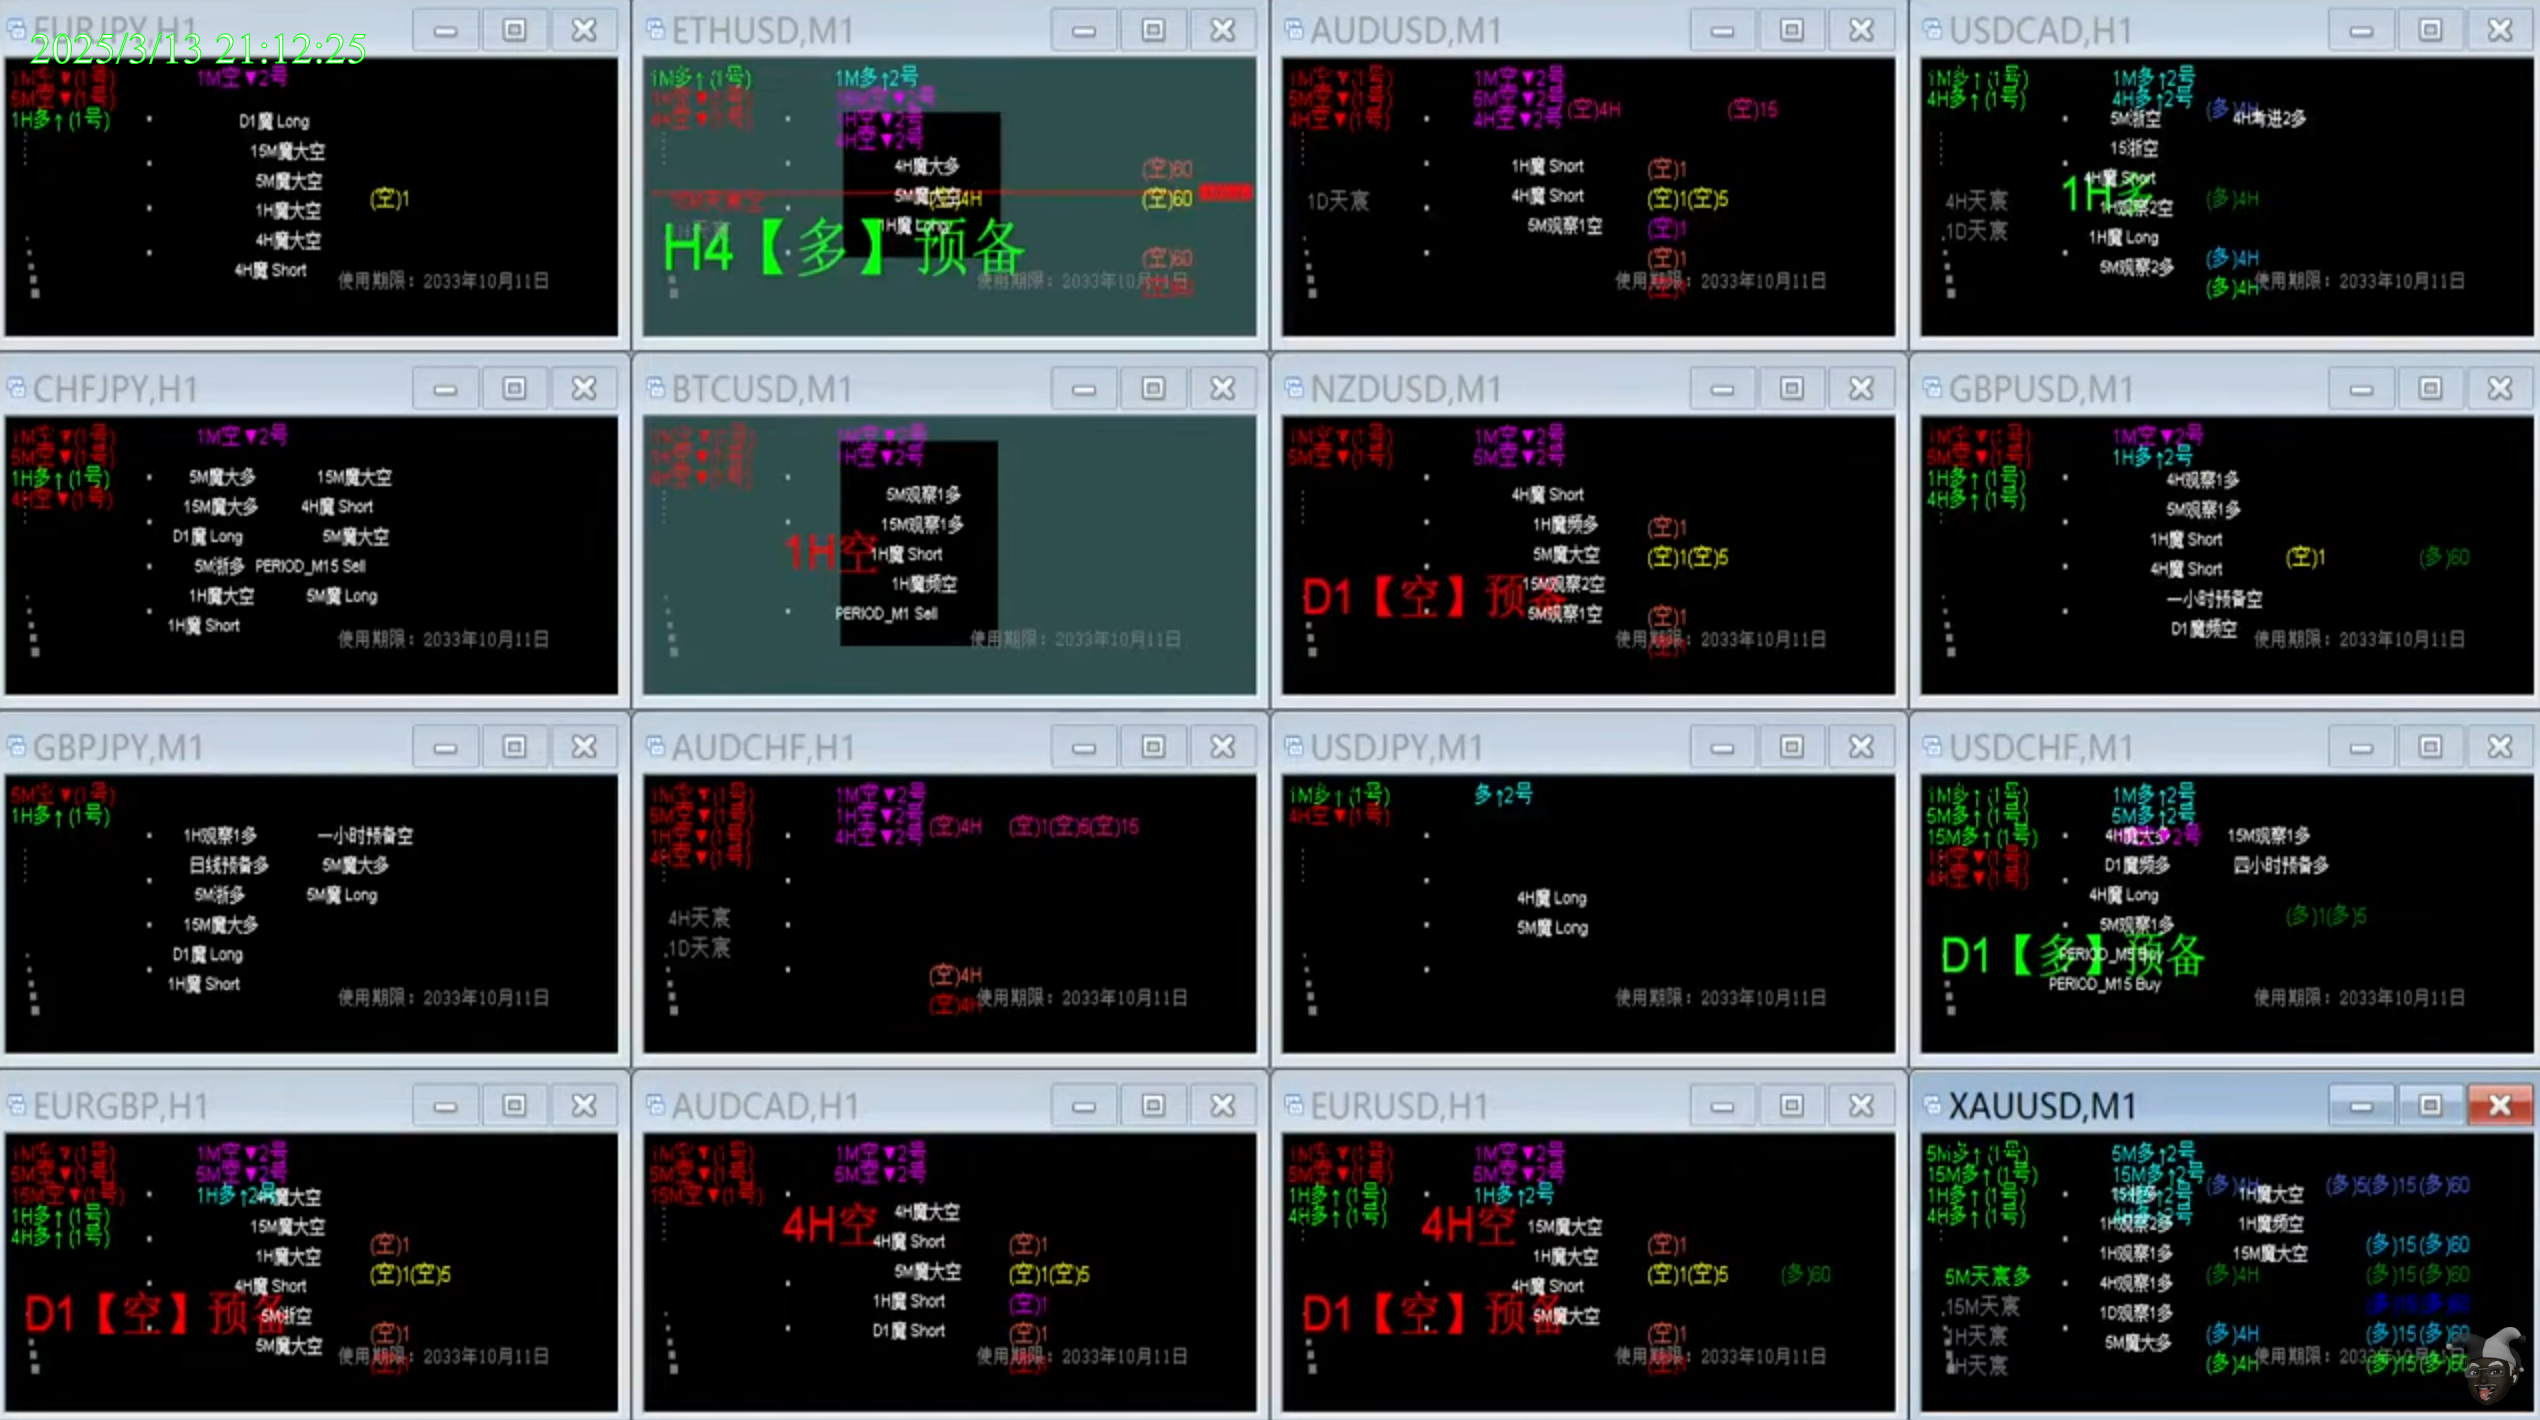 2025/3/13 21:12:25
EURJPY,H1
1M空▼(1号)
1M空▼2号
5M空▼(1号)
1H多↑(1号)
D1魔 Long
15M魔大空
5M魔大空
(空)1
1H魔大空
4H魔大空
4H魔 Short
使用期限：2033年10月11日
ETHUSD,M1
1M多↑(1号)
1M多↑2号
1H空▼(1号)
4H空▼(1号)
1H空▼2号
4H空▼2号
4H魔大多
(空)60
5M魔大空
(空)60
1H魔 Long
H4【多】预备
(空)60
AUDUSD,M1
1M空▼(1号)
1M空▼2号
5M空▼(1号)
5M空▼2号
(空)4H
(空)15
4H空▼(1号)
4H空▼2号
1H魔 Short
(空)1
1D天宸
4H魔 Short
(空)1(空)5
5M观察1空
(空)1
(空)1
使用期限：2033年10月11日
USDCAD,H1
1M多↑(1号)
1M多↑2号
4H多↑(1号)
4H多↑2号
5M浙空
4H考进2多
15浙空
4H魔 Short
1H多
4H天宸
1H观察2空
(多)4H
1D天宸
1H魔 Long
5M观察2多
(多)4H
(多)4H
使用期限：2033年10月11日
CHFJPY,H1
1M空▼(1号)
1M空▼2号
5M空▼(1号)
1H多↑(1号)
4H空▼(1号)
5M魔大多
15M魔大空
15M魔大多
4H魔 Short
D1魔 Long
5M魔大空
5M浙多
PERIOD_M15 Sell
1H魔大空
5M魔 Long
1H魔 Short
使用期限：2033年10月11日
BTCUSD,M1
1M空▼(1号)
1M空▼2号
1H空▼(1号)
1H空▼2号
4H空▼(1号)
5M观察1多
15M观察1多
1H空
1H魔 Short
1H魔频空
PERIOD_M1 Sell
使用期限：2033年10月11日
NZDUSD,M1
1M空▼(1号)
1M空▼2号
5M空▼(1号)
5M空▼2号
4H魔 Short
1H魔频多
(空)1
5M魔大空
(空)1(空)5
15M观察2空
D1【空】预备
5M观察1空
(空)1
使用期限：2033年10月11日
GBPUSD,M1
1M空▼(1号)
1M空▼2号
5M空▼(1号)
1H多↑2号
1H多↑(1号)
4H多↑(1号)
4H观察1多
5M观察1多
1H魔 Short
(空)1
(多)60
4H魔 Short
一小时预备空
D1魔频空
使用期限：2033年10月11日
GBPJPY,M1
5M空▼(1号)
1H多↑(1号)
1H观察1多
一小时预备空
日线预备多
5M魔大多
5M浙多
5M魔 Long
15M魔大多
D1魔 Long
1H魔 Short
使用期限：2033年10月11日
AUDCHF,H1
1M空▼(1号)
1M空▼2号
5M空▼(1号)
1H空▼2号
1H空▼(1号)
4H空▼2号
(空)4H
(空)1(空)5(空)15
4H空▼(1号)
4H天宸
1D天宸
(空)4H
(空)4H
使用期限：2033年10月11日
USDJPY,M1
1M多↑(1号)
多↑2号
4H空▼(1号)
4H魔 Long
5M魔 Long
使用期限：2033年10月11日
USDCHF,M1
1M多↑(1号)
1M多↑2号
5M多↑(1号)
5M多↑2号
15M多↑(1号)
4H魔大多
15M观察1多
1H空▼(1号)
4H空▼(1号)
D1魔频多
四小时预备多
4H魔 Long
5M观察1多
(多)1(多)5
D1【多】预备
PERIOD_M5 Buy
PERIOD_M15 Buy
使用期限：2033年10月11日
EURGBP,H1
1M空▼(1号)
1M空▼2号
5M空▼(1号)
5M空▼2号
15M空▼(1号)
1H多↑2号
4H魔大空
1H多↑(1号)
4H多↑(1号)
15M魔大空
1H魔大空
(空)1
4H魔 Short
(空)1(空)5
D1【空】预备
5M浙空
5M魔大空
(空)1
使用期限：2033年10月11日
AUDCAD,H1
1M空▼(1号)
1M空▼2号
5M空▼(1号)
5M空▼2号
15M空▼(1号)
4H空
4H魔大空
4H魔 Short
(空)1
5M魔大空
(空)1(空)5
1H魔 Short
(空)1
D1魔 Short
(空)1
使用期限：2033年10月11日
EURUSD,H1
1M空▼(1号)
1M空▼2号
5M空▼(1号)
5M空▼2号
1H多↑(1号)
1H多↑2号
4H多↑(1号)
4H空
15M魔大空
1H魔大空
(空)1
4H魔 Short
(空)1(空)5
(多)60
D1【空】预备
5M魔大空
(空)1
使用期限：2033年10月11日
XAUUSD,M1
5M多↑(1号)
5M多↑2号
15M多↑(1号)
15M多↑2号
1H多↑(1号)
(多)4H
1H魔大空
(多)5(多)15(多)60
4H多↑(1号)
1H观察2多
1H魔频空
1H观察1多
15M魔大空
(多)15(多)60
5M天宸多
4H观察1多
(多)4H
(多)15(多)60
15M天宸
1D观察1多
1H天宸
5M魔大多
(多)4H
(多)15(多)60
4H天宸
(多)4H
(多)15(多)60